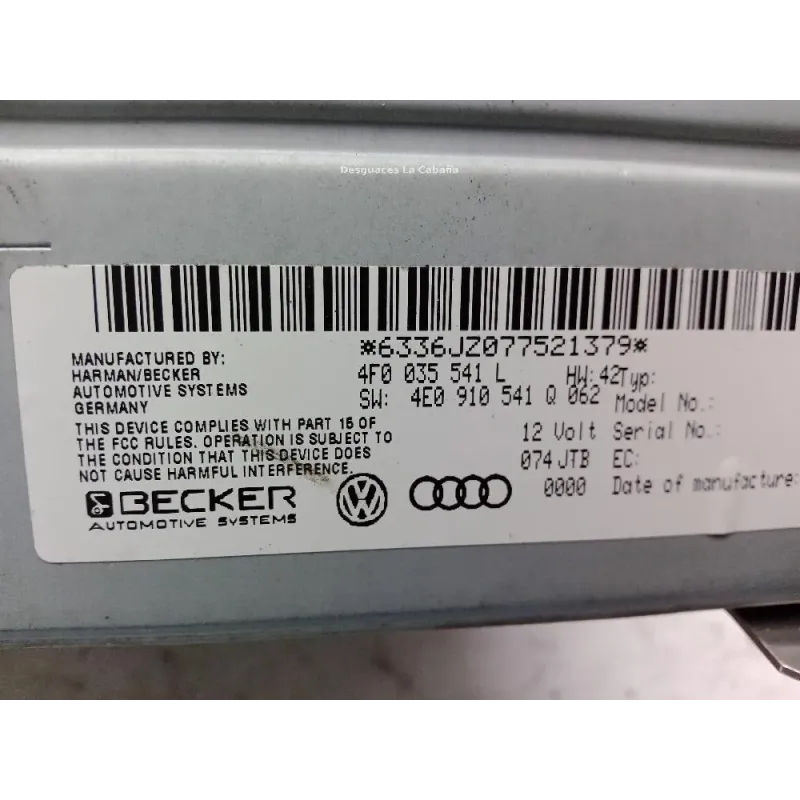 Desguaces La Cabaña
*6336JZ077521379*
MANUFACTURED BY:
HARMAN/BECKER
AUTOMOTIVE SYSTEMS
GERMANY
4F0 035 541 L HW: 42 Typ:
SW: 4E0 910 541 Q 062 Model No.:
THIS DEVICE COMPLIES WITH PART 15 OF
THE FCC RULES. OPERATION IS SUBJECT TO
THE CONDITION THAT THIS DEVICE DOES
NOT CAUSE HARMFUL INTERFERENCE.
12 Volt Serial No.:
074 JTB EC:
0000 Date of manufacture:
BECKER
AUTOMOTIVE SYSTEMS
VW